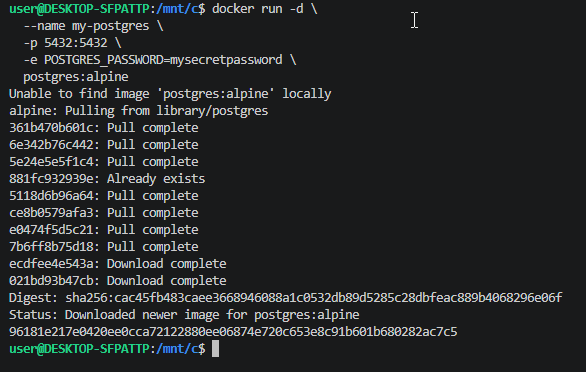 user@DESKTOP-SFPATTP:/mnt/c$ docker run -d \
--name my-postgres \
-p 5432:5432 \
-e POSTGRES_PASSWORD=mysecretpassword \
postgres:alpine
Unable to find image 'postgres:alpine' locally
alpine: Pulling from library/postgres
361b470b601c: Pull complete
6e342b76c442: Pull complete
5e24e5e5f1c4: Pull complete
881fc932939e: Already exists
5118d6b96a64: Pull complete
ce8b0579afa3: Pull complete
e0474f5d5c21: Pull complete
7b6ff8b75d18: Pull complete
ecdfee4e543a: Download complete
021bd93b47cb: Download complete
Digest: sha256:cac45fb483caee3668946088a1c0532db89d5285c28dbfeac889b4068296e06f
Status: Downloaded newer image for postgres:alpine
96181e217e0420ee0cca72122880ee06874e720c653e8c91b601b680282ac7c5
user@DESKTOP-SFPATTP:/mnt/c$